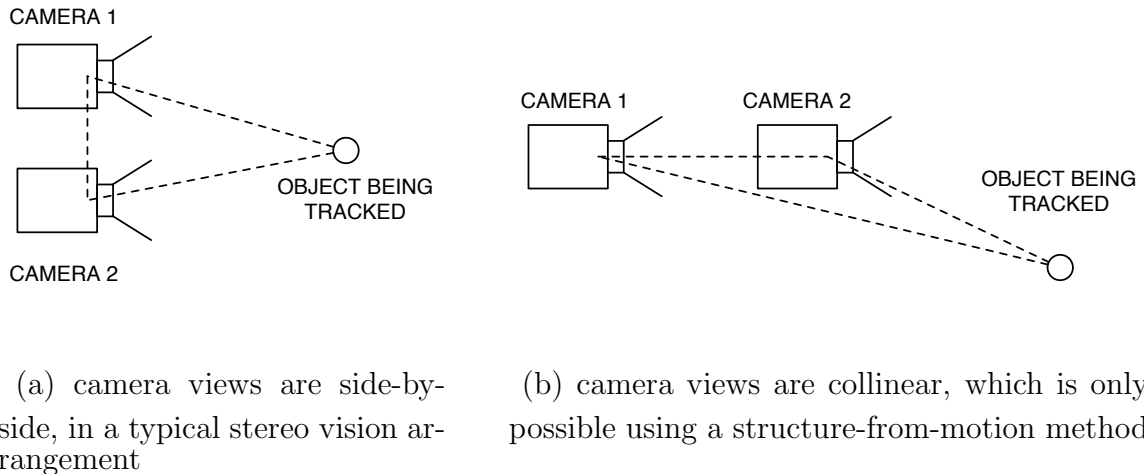 CAMERA 1
CAMERA 2
OBJECT BEING
TRACKED
(a) camera views are side-by-
side, in a typical stereo vision ar-
rangement
CAMERA 1
CAMERA 2
OBJECT BEING
TRACKED
(b) camera views are collinear, which is only
possible using a structure-from-motion method